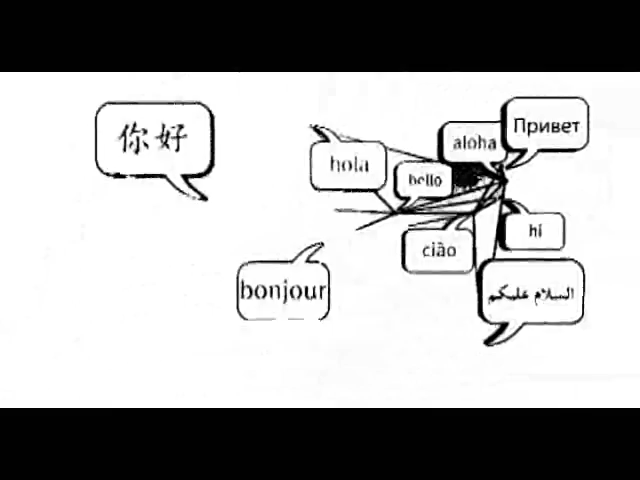 你好
Привет
aloha
hola
hello
hi
ciāo
السلام عليكم
bonjour